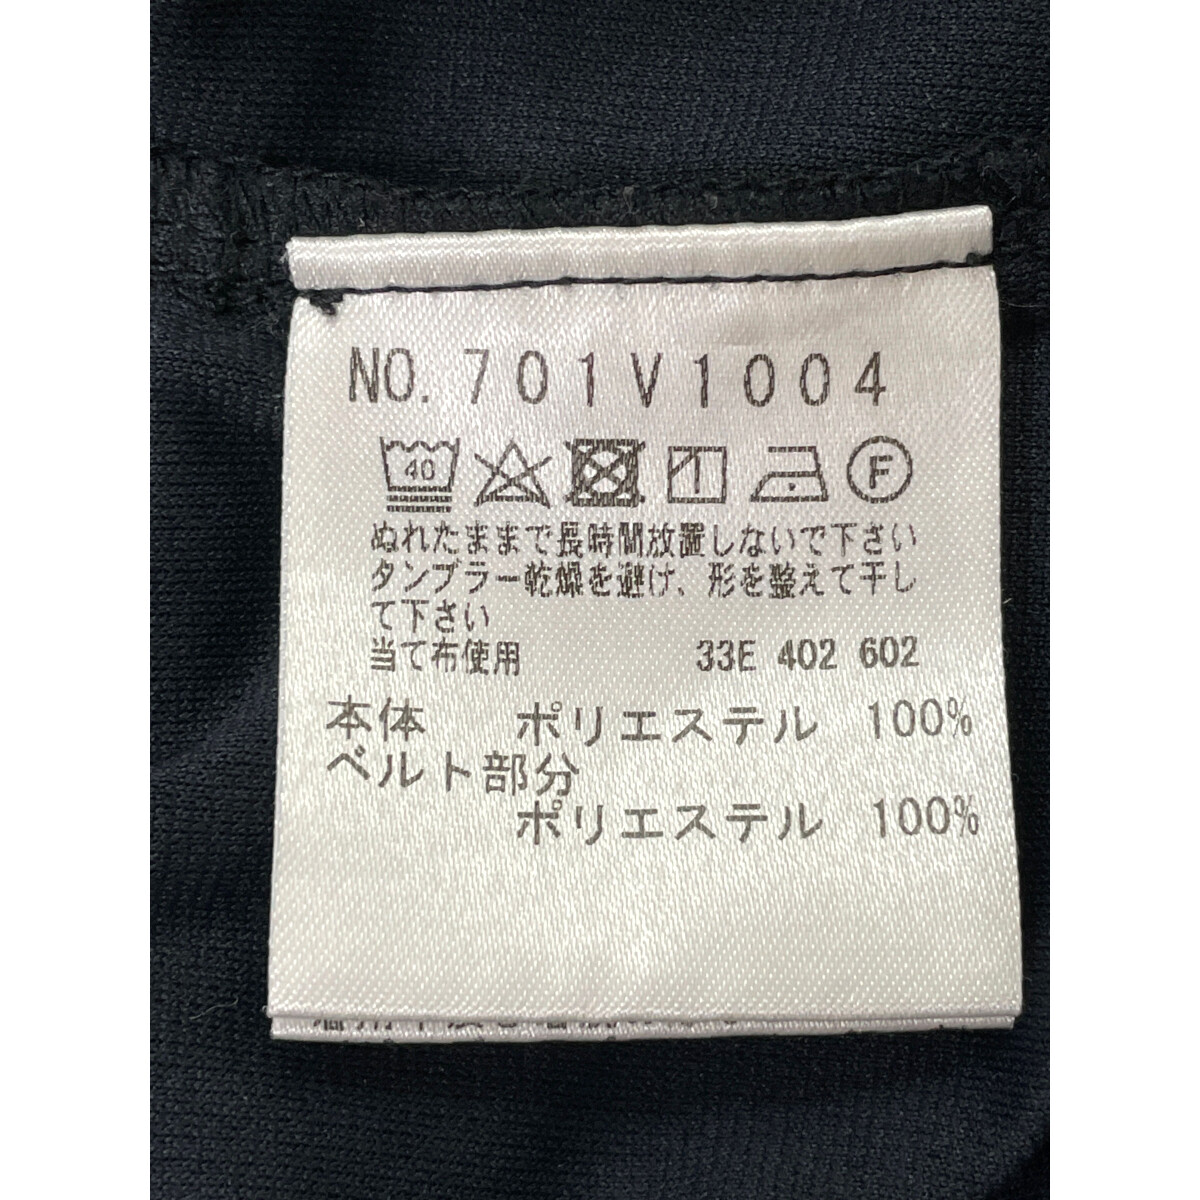 NO. 701V1004
40 F
ぬれたままで長時間放置しないで下さい
タンブラー乾燥を避け、形を整えて干し
て下さい
当て布使用 33E 402 602
本体 ポリエステル 100%
ベルト部分
ポリエステル 100%